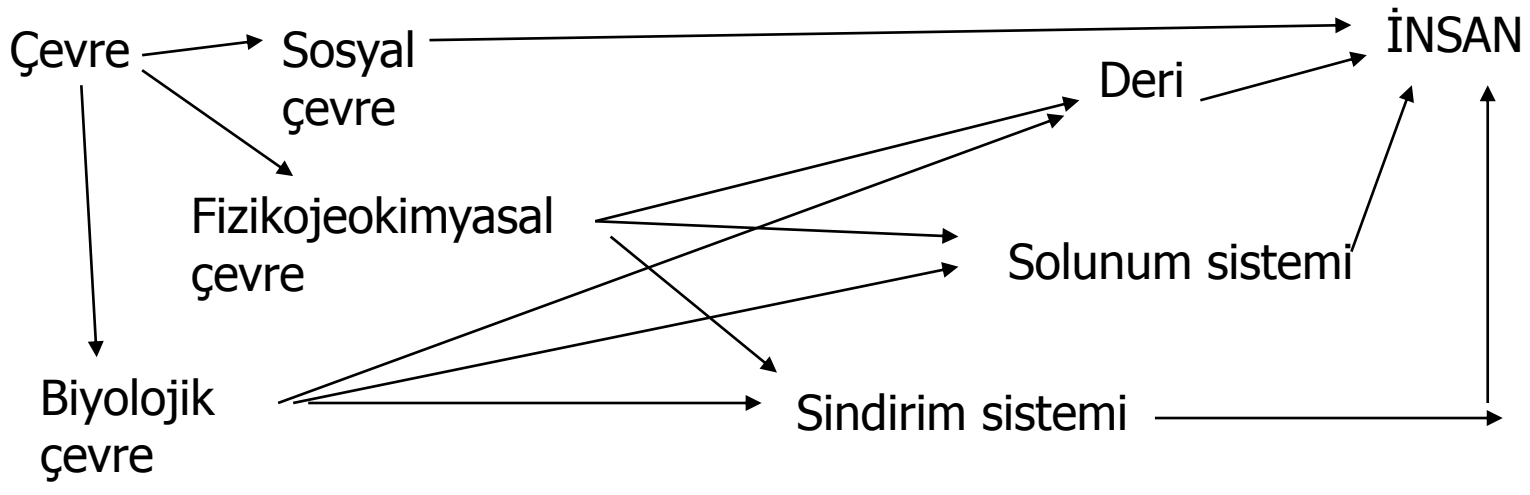 Çevre
Sosyal
çevre
İNSAN
Deri
Fizikojeokimyasal
çevre
Solunum sistemi
Biyolojik
çevre
Sindirim sistemi